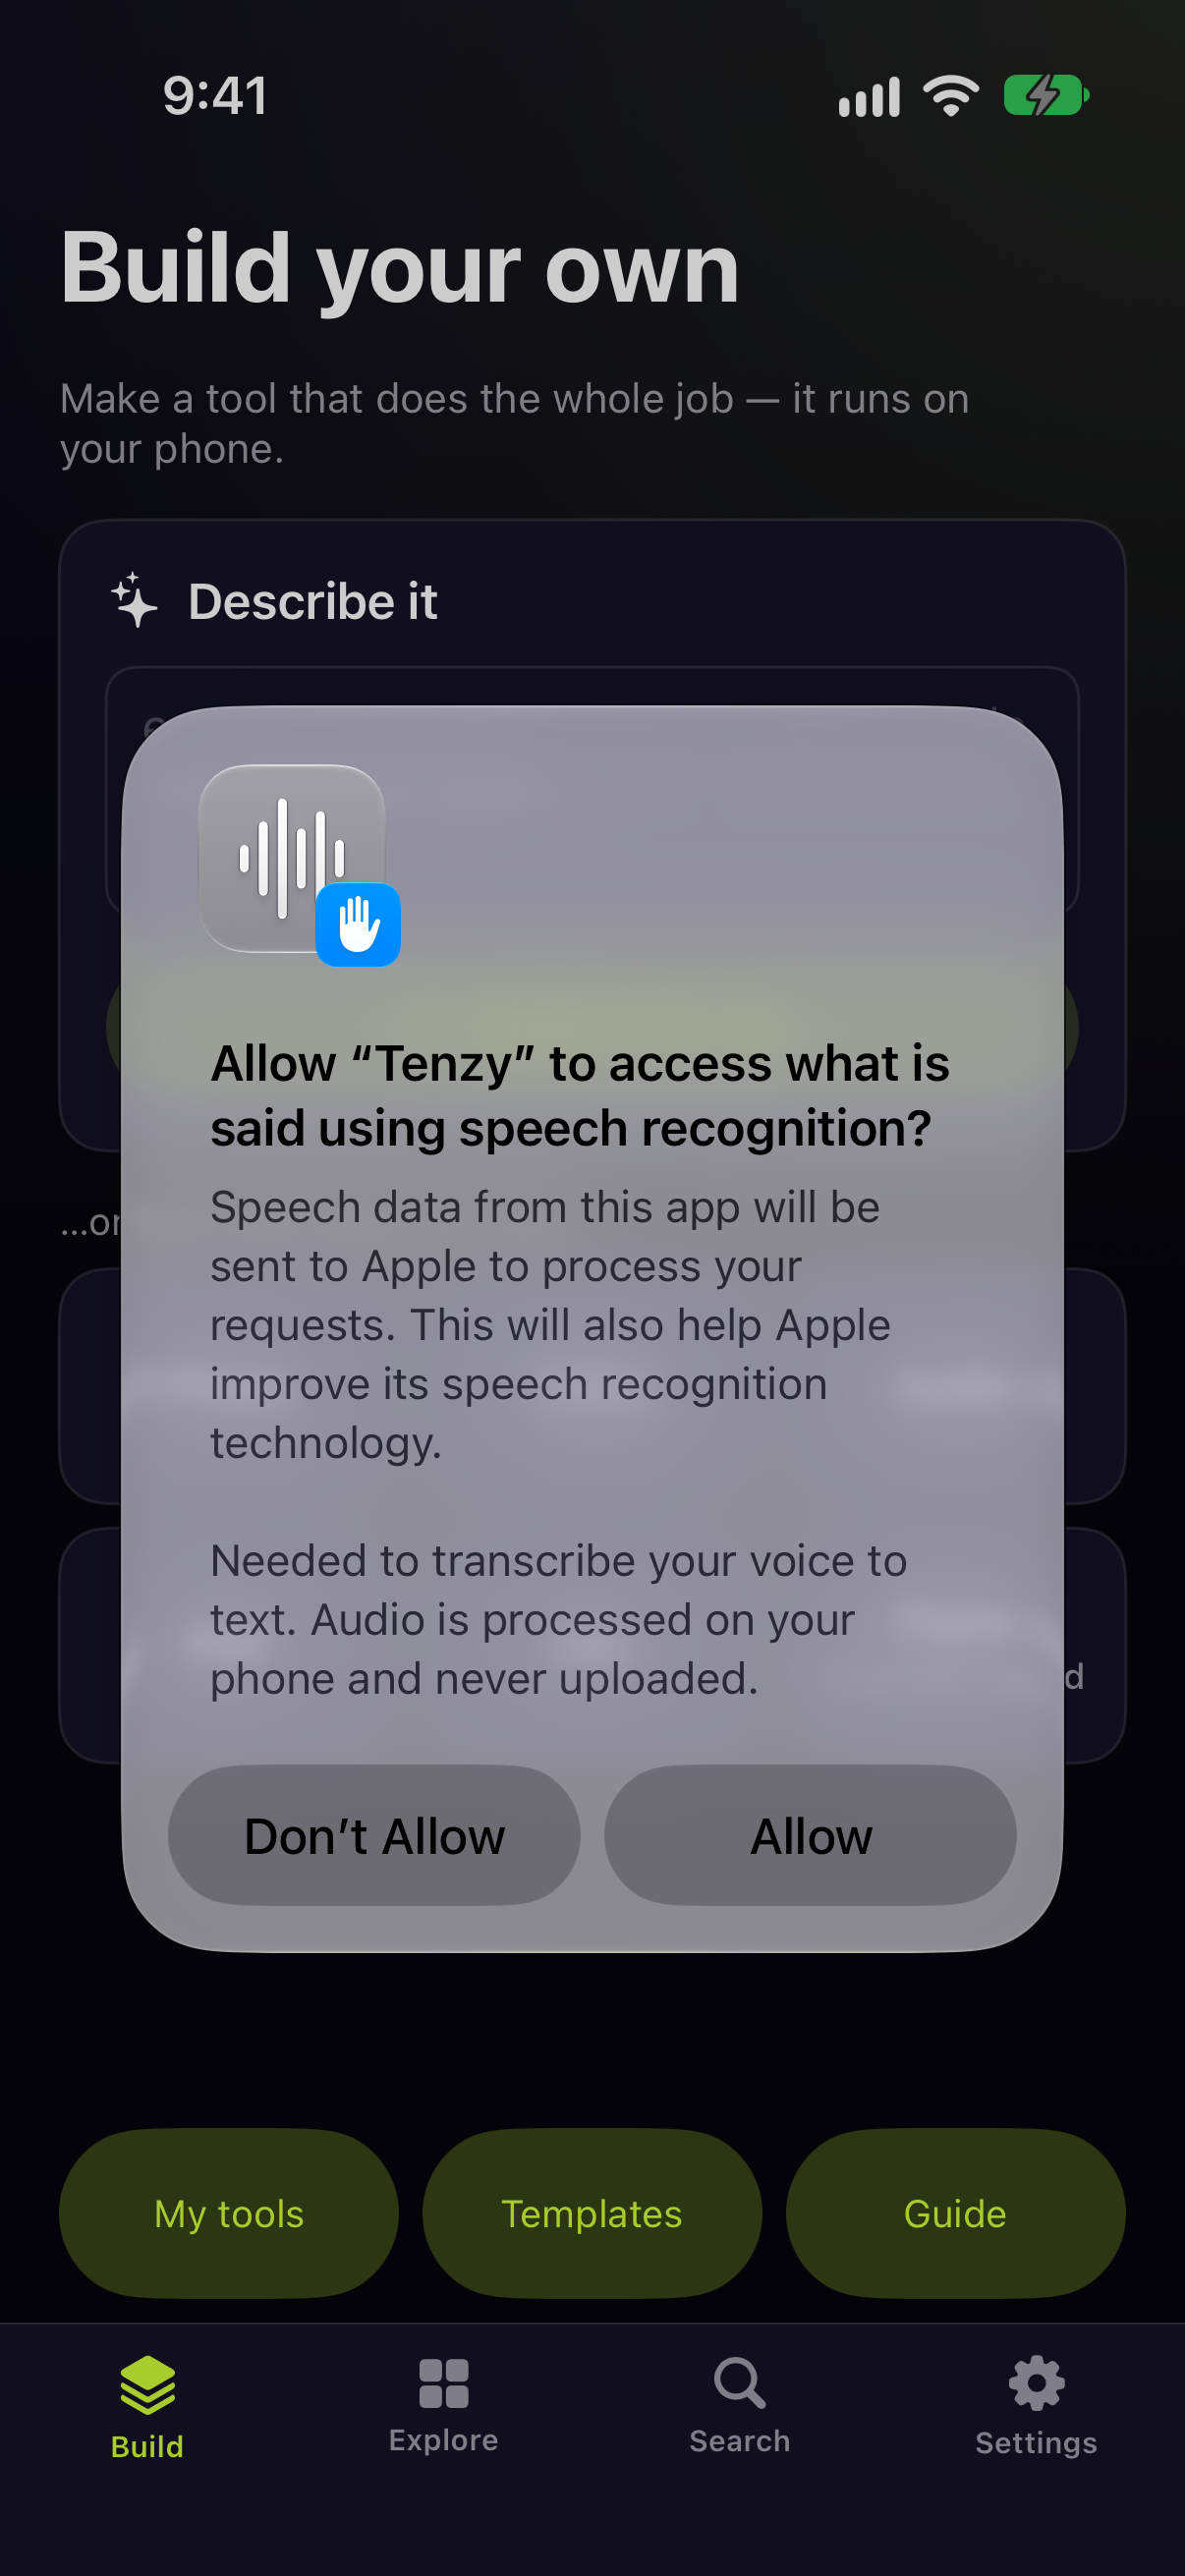 9:41
Build your own
Make a tool that does the whole job — it runs on
your phone.
Describe it
Allow “Tenzy” to access what is
said using speech recognition?
Speech data from this app will be
sent to Apple to process your
requests. This will also help Apple
improve its speech recognition
technology.
Needed to transcribe your voice to
text. Audio is processed on your
phone and never uploaded.
Don’t Allow
Allow
My tools
Templates
Guide
Build
Explore
Search
Settings